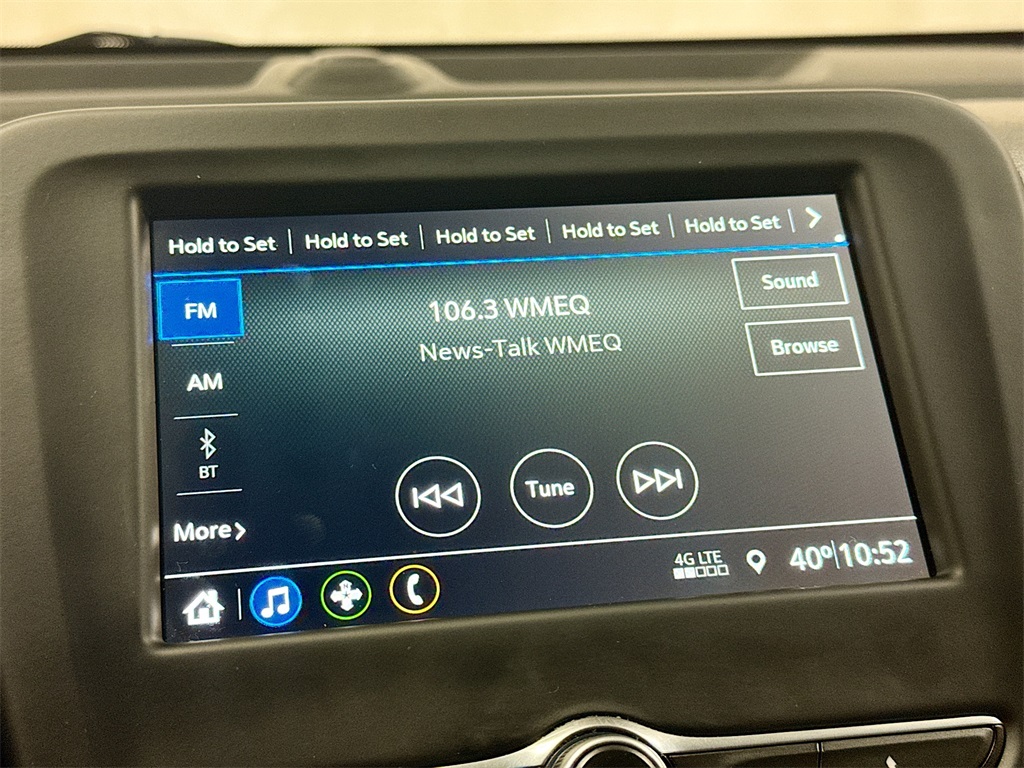 Hold to Set Hold to Set Hold to Set Hold to Set Hold to Set
FM
106.3 WMEQ
Sound
News-Talk WMEQ
Browse
AM
BT
Tune
More
4G LTE
40° 10:52